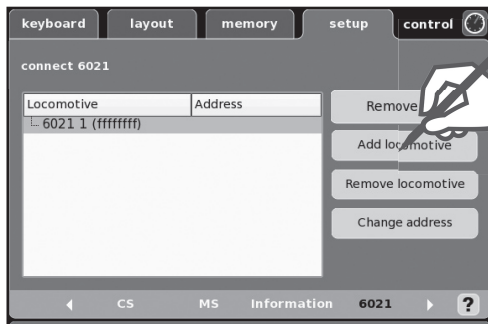 keyboard layout memory setup control
connect 6021
Locomotive Address
6021 1 (ffffffff)
Remove
Add locomotive
Remove locomotive
Change address
CS MS Information 6021 ?